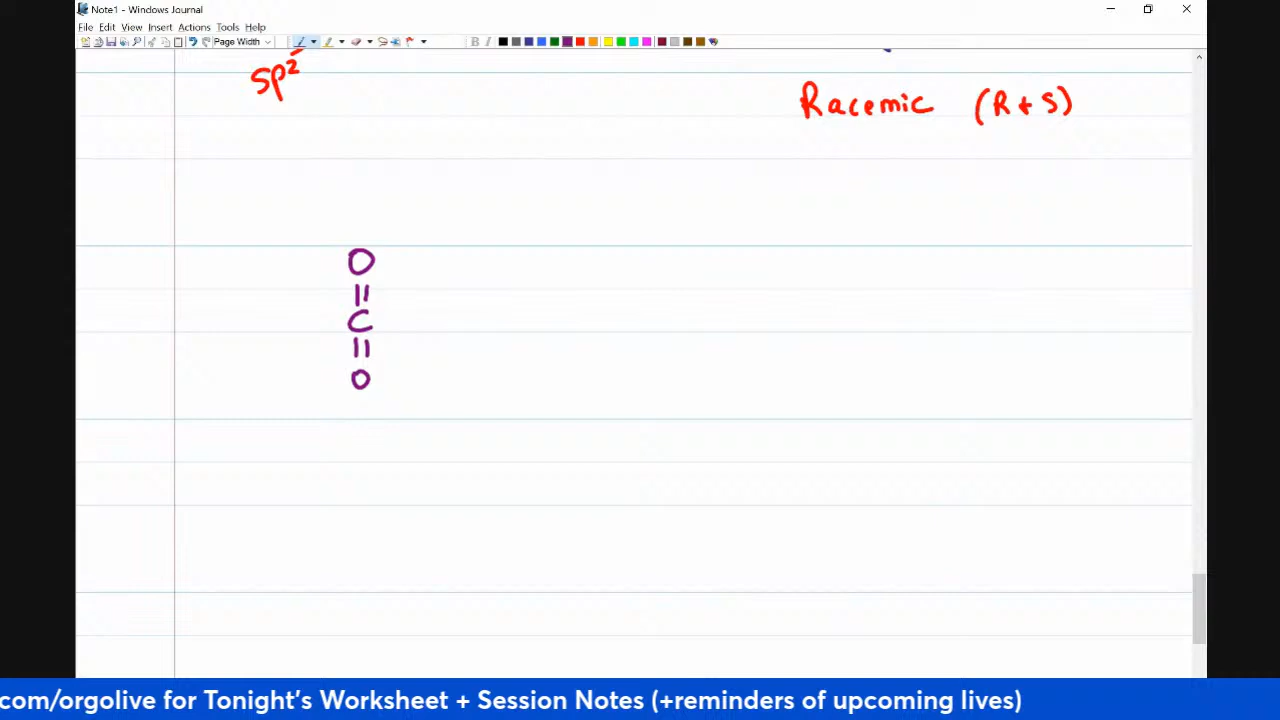 Note1 - Windows Journal
File Edit View Insert Actions Tools Help
Page Width B I
sp2
Racemic (R+S)
O
C
O
com/orgolive for Tonight's Worksheet + Session Notes (+reminders of upcoming lives)